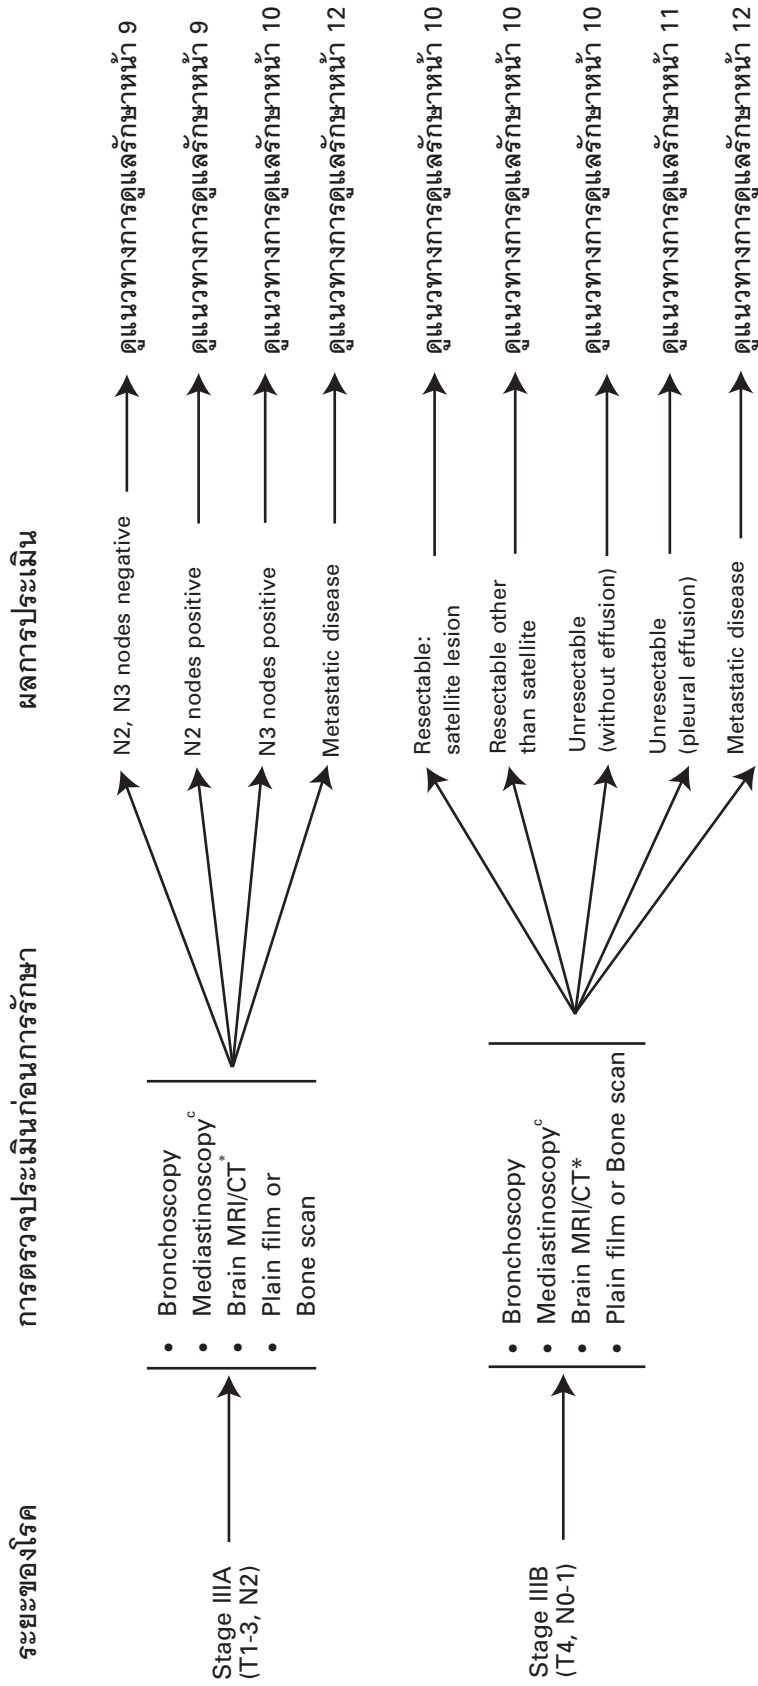 ระยะของโรค
การตรวจประเมินก่อนการรักษา
ผลการประเมิน
Stage IIIA
(T1-3, N2)
• Bronchoscopy
• Mediastinoscopyᶜ
• Brain MRI/CT*
• Plain film or
Bone scan
N2, N3 nodes negative
ดูแนวทางการดูแลรักษาหน้า 9
N2 nodes positive
ดูแนวทางการดูแลรักษาหน้า 9
N3 nodes positive
ดูแนวทางการดูแลรักษาหน้า 10
Metastatic disease
ดูแนวทางการดูแลรักษาหน้า 12
Stage IIIB
(T4, N0-1)
• Bronchoscopy
• Mediastinoscopyᶜ
• Brain MRI/CT*
• Plain film or Bone scan
Resectable:
satellite lesion
ดูแนวทางการดูแลรักษาหน้า 10
Resectable other
than satellite
ดูแนวทางการดูแลรักษาหน้า 10
Unresectable
(without effusion)
ดูแนวทางการดูแลรักษาหน้า 10
Unresectable
(pleural effusion)
ดูแนวทางการดูแลรักษาหน้า 11
Metastatic disease
ดูแนวทางการดูแลรักษาหน้า 12